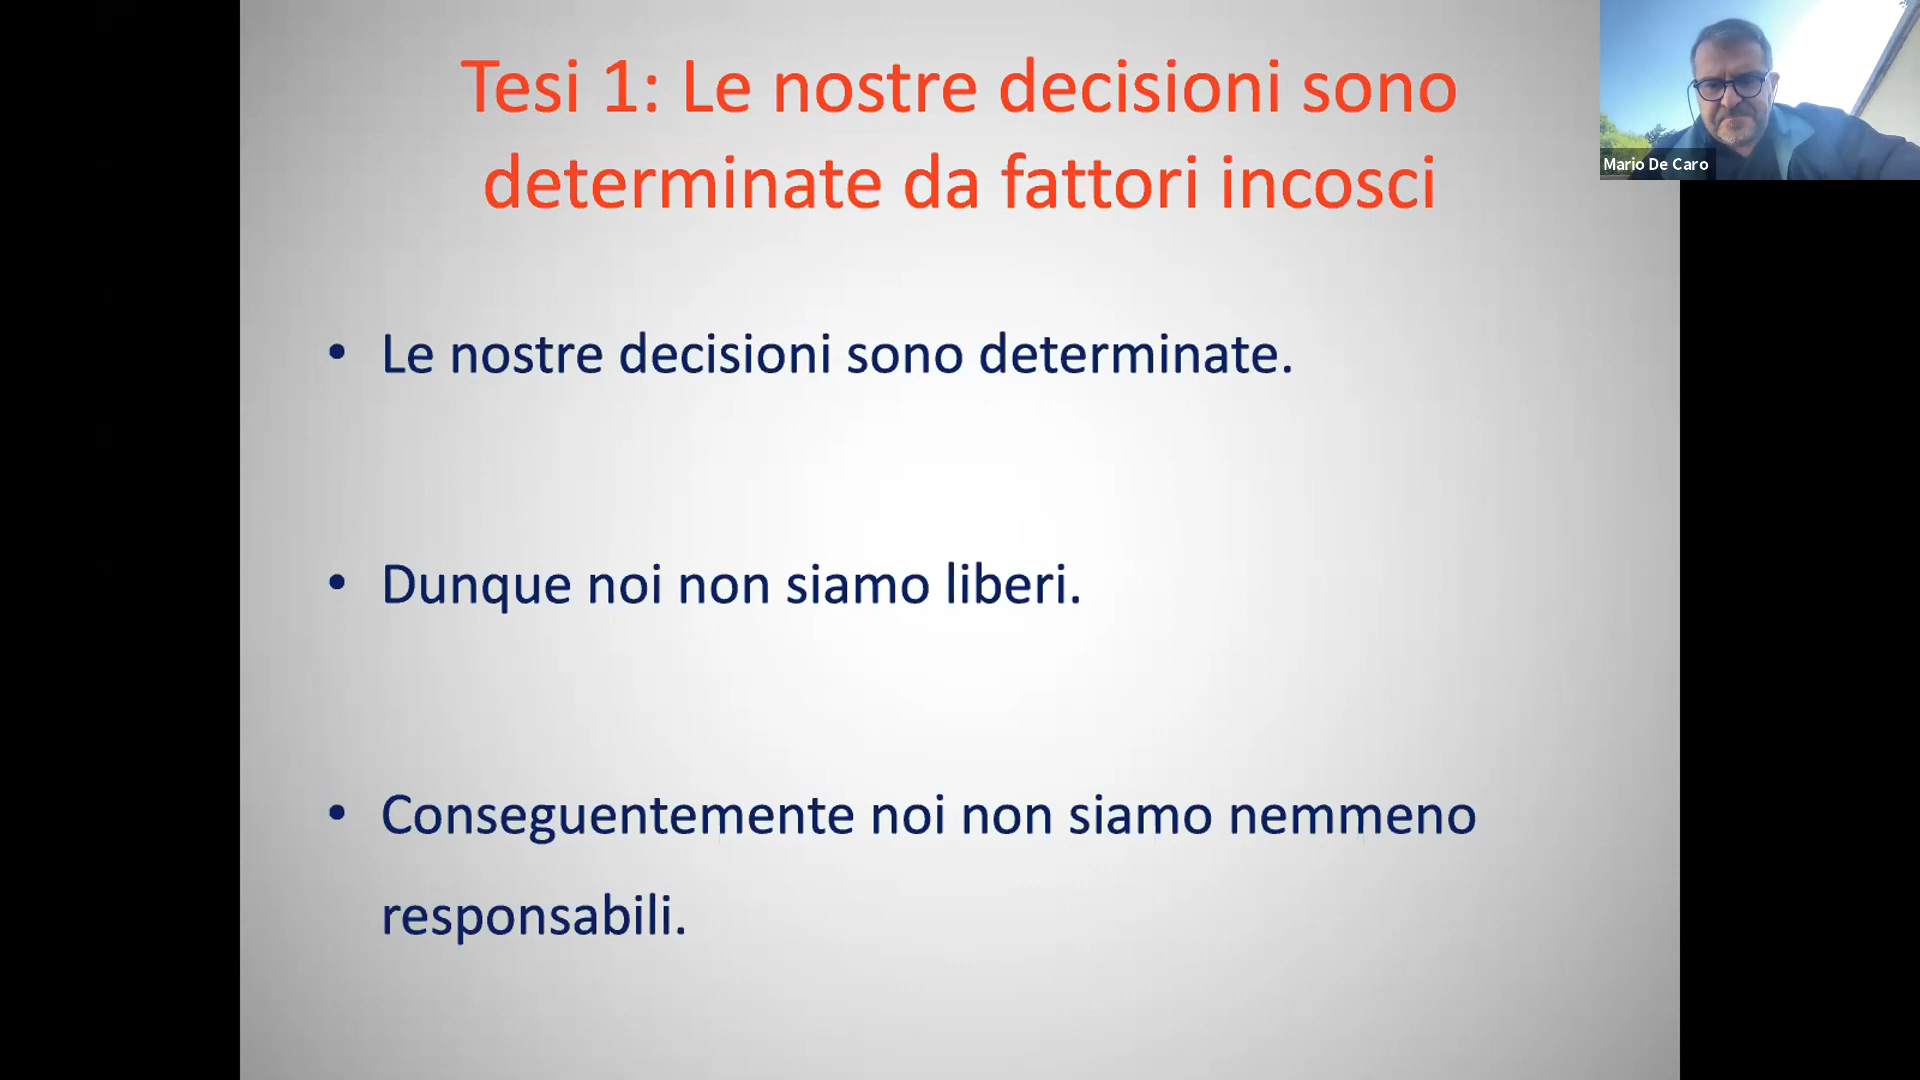 Tesi 1: Le nostre decisioni sono
determinate da fattori incosci
• Le nostre decisioni sono determinate.
• Dunque noi non siamo liberi.
• Conseguentemente noi non siamo nemmeno
responsabili.
Mario De Caro